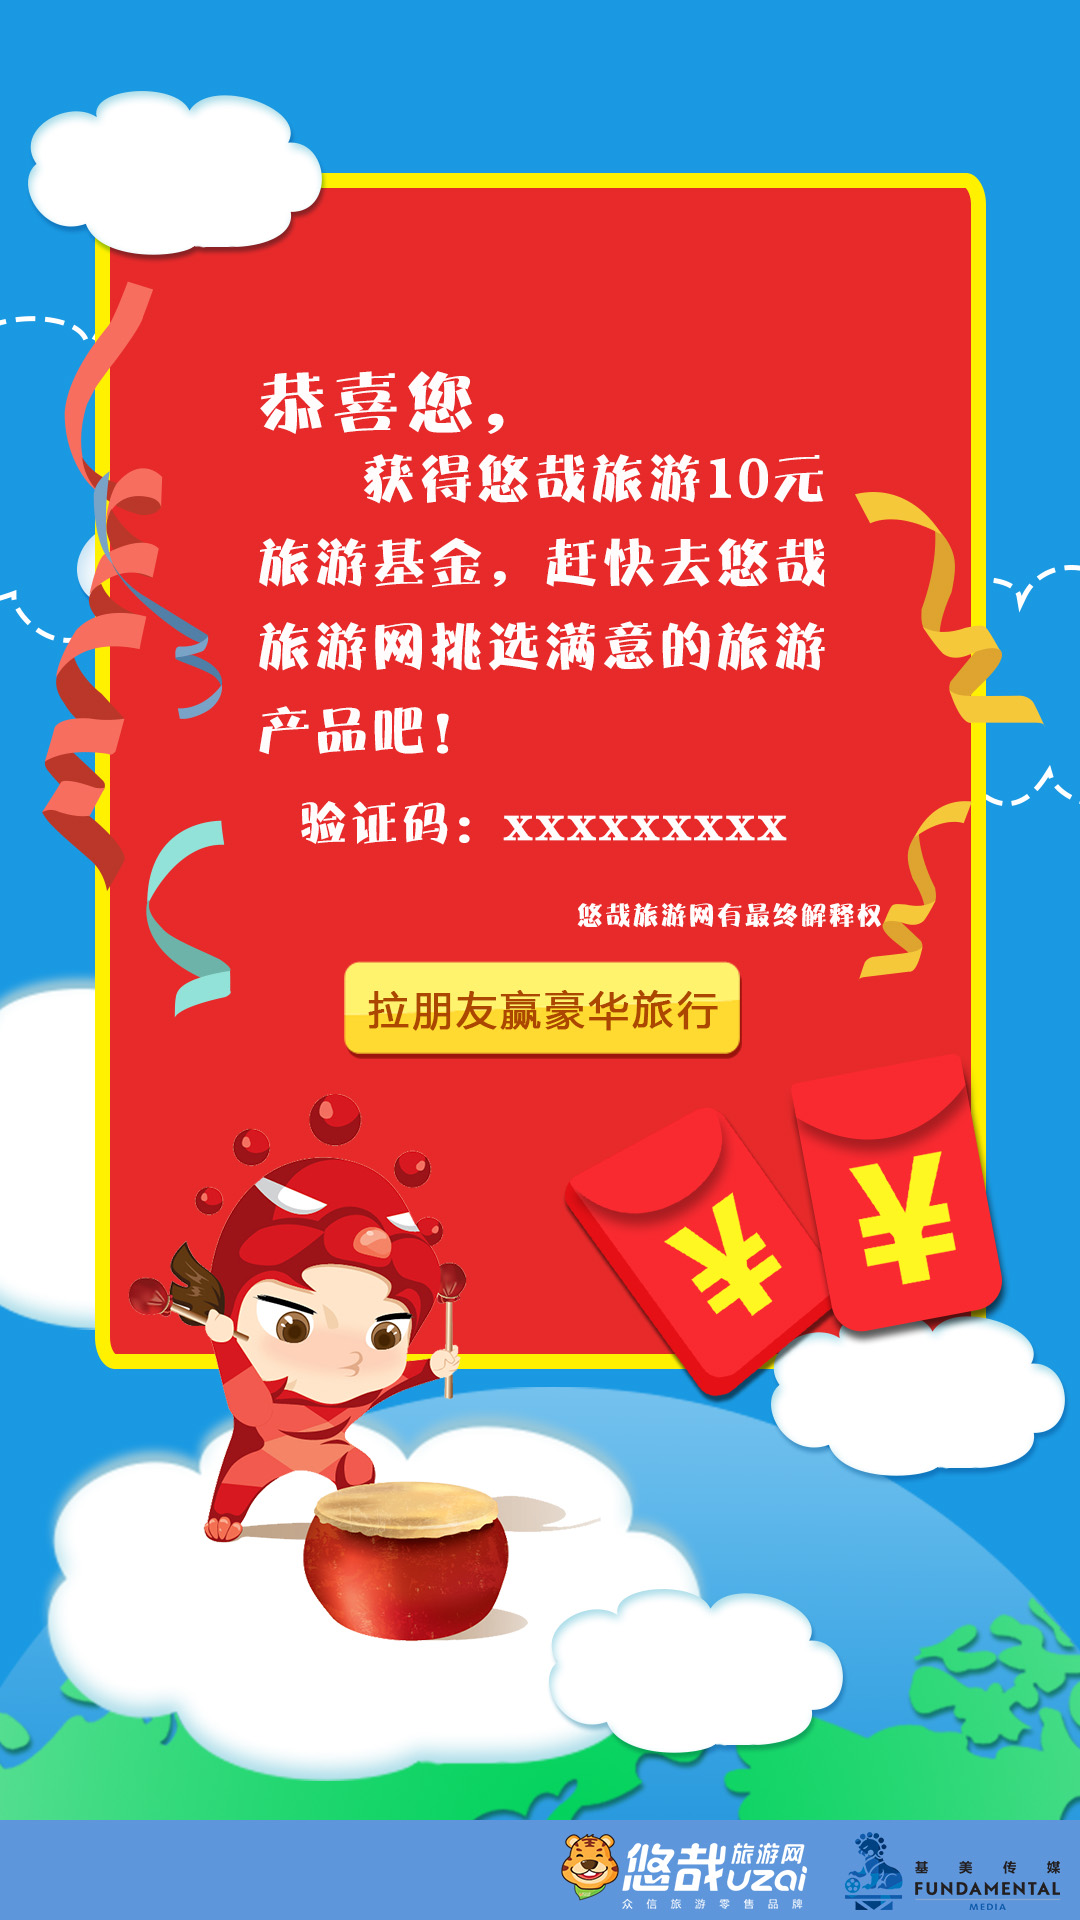 恭喜您，
获得悠哉旅游10元
旅游基金，赶快去悠哉
旅游网挑选满意的旅游
产品吧！
验证码：xxxxxxxxx
悠哉旅游网有最终解释权
拉朋友赢豪华旅行
¥
¥
悠哉旅游网
uzai
众信旅游零售品牌
基美传媒
FUNDAMENTAL
MEDIA